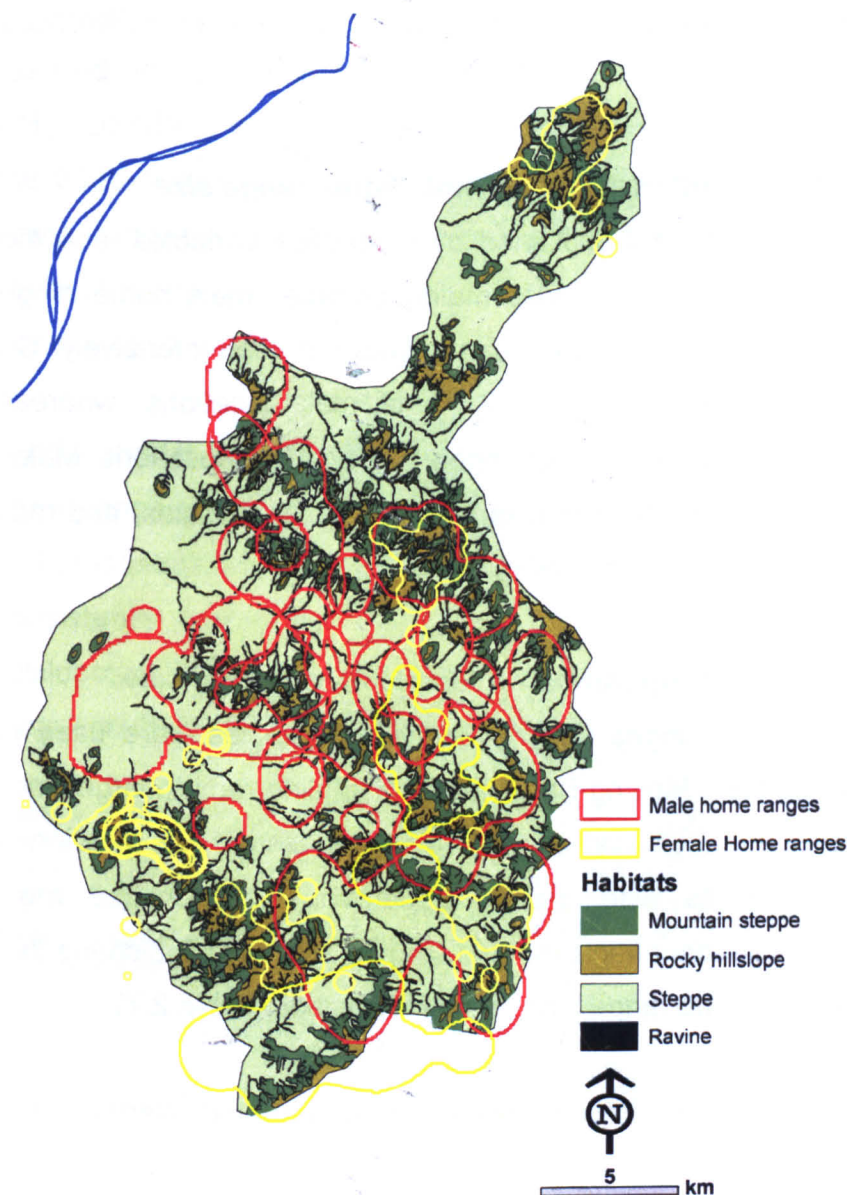 Male home ranges
Female Home ranges
Habitats
Mountain steppe
Rocky hillslope
Steppe
Ravine
N
5
km